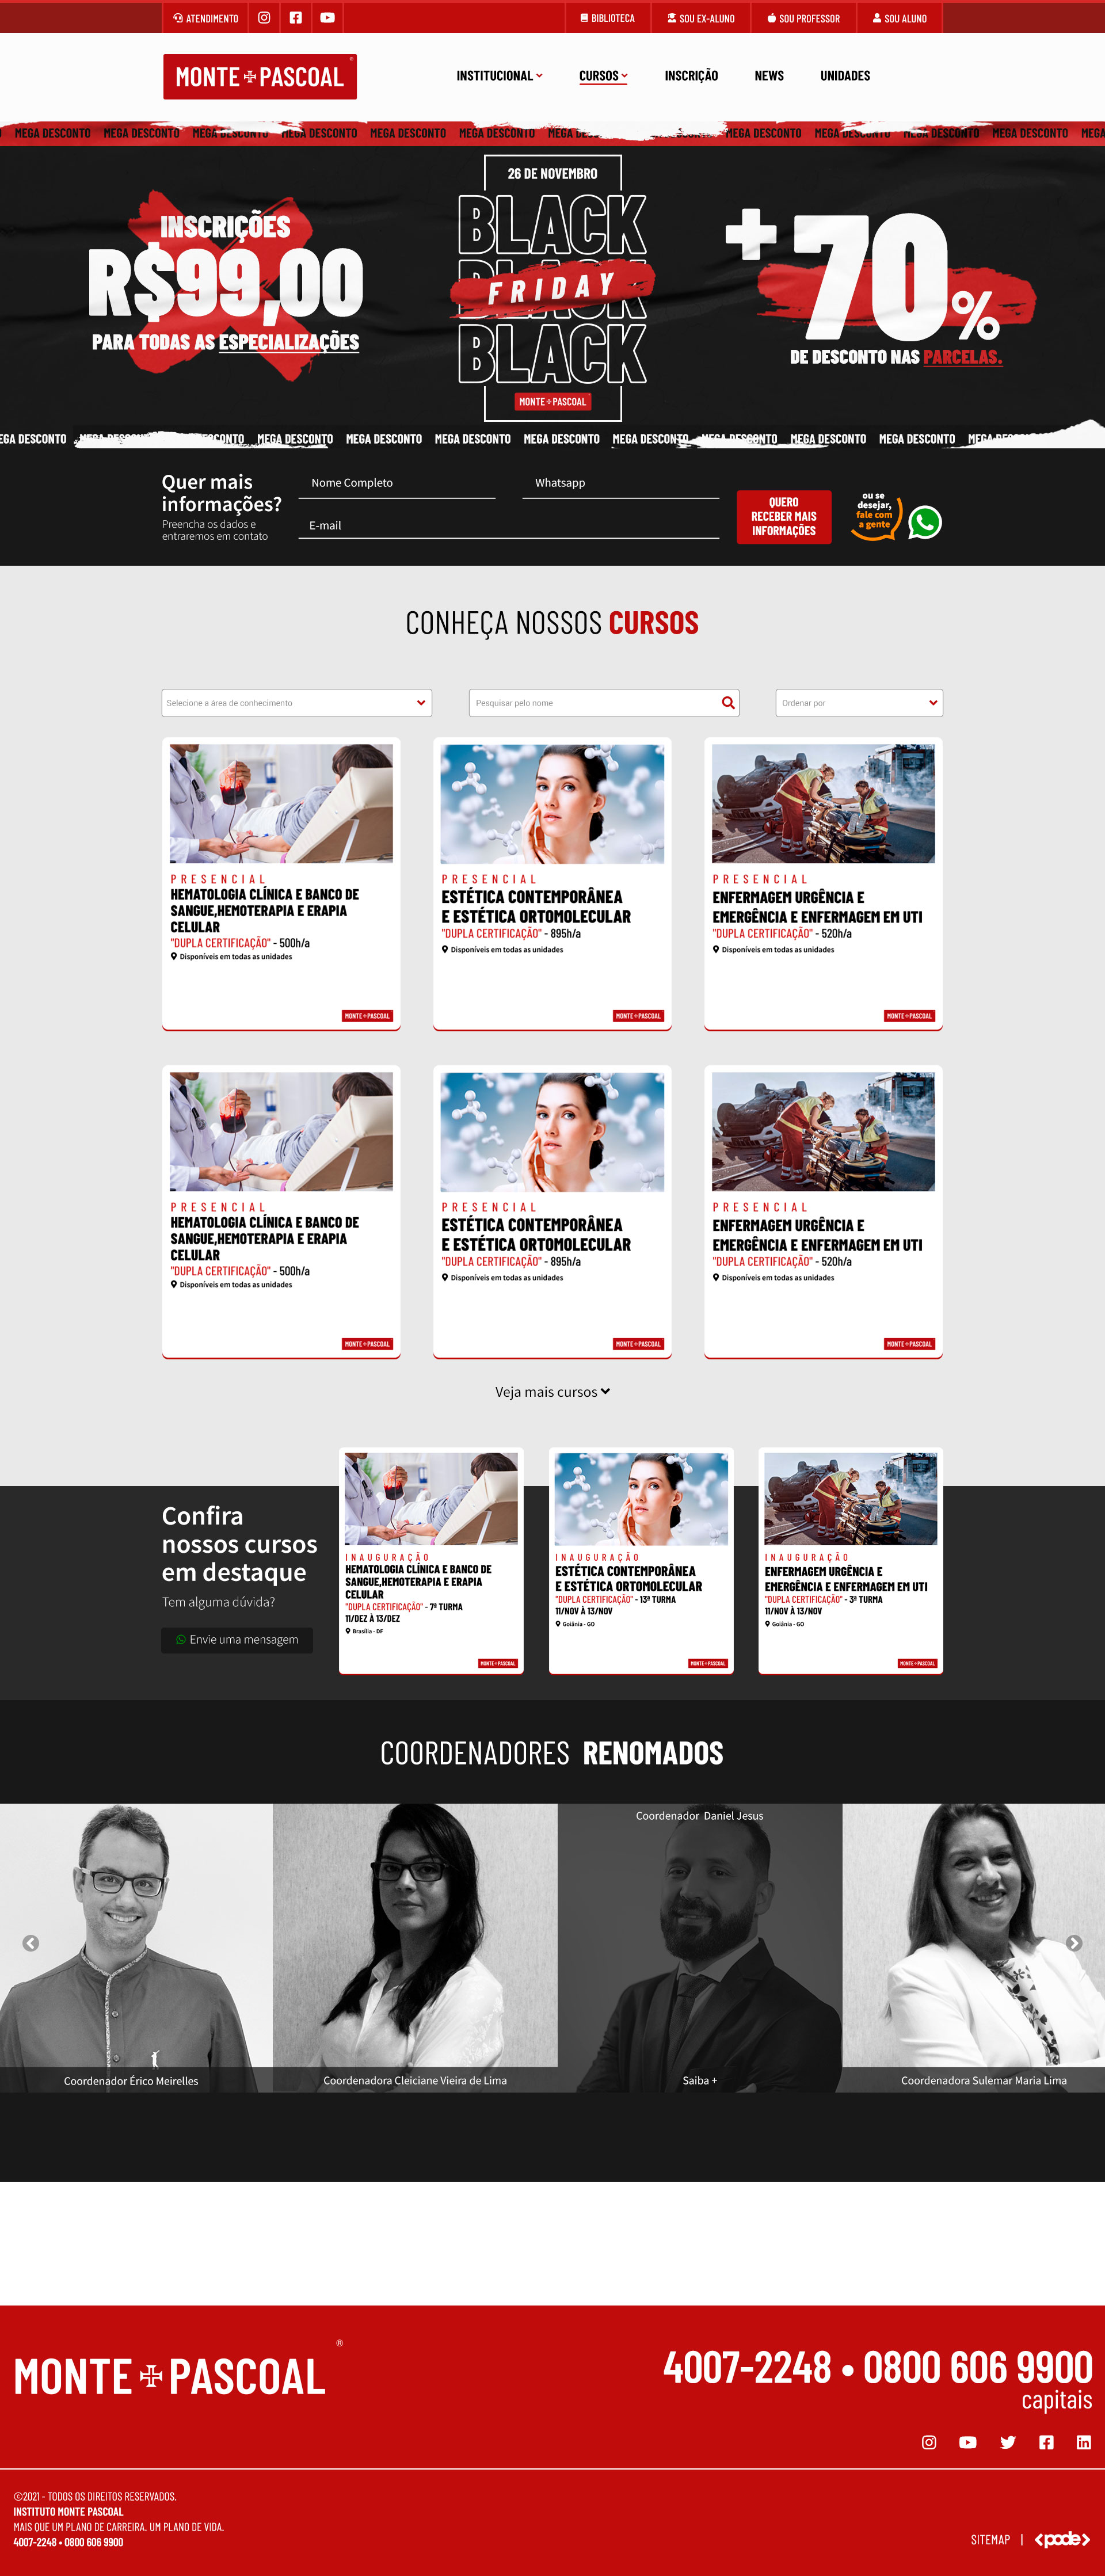 ATENDIMENTO
BIBLIOTECA
SOU EX-ALUNO
SOU PROFESSOR
SOU ALUNO
MONTE PASCOAL ®
INSTITUCIONAL
CURSOS
INSCRIÇÃO
NEWS
UNIDADES
MEGA DESCONTO MEGA DESCONTO MEGA DESCONTO MEGA DESCONTO MEGA DESCONTO MEGA DESCONTO MEGA DESCONTO MEGA DESCONTO MEGA DESCONTO MEGA DESCONTO MEGA
INSCRIÇÕES
R$99,00
PARA TODAS AS ESPECIALIZAÇÕES
26 DE NOVEMBRO
BLACK
BLACK
FRIDAY
BLACK
MONTE PASCOAL
+70%
DE DESCONTO NAS PARCELAS.
EGA DESCONTO MEGA DESCONTO MEGA DESCONTO MEGA DESCONTO MEGA DESCONTO MEGA DESCONTO MEGA DESCONTO MEGA DESCONTO MEGA DESCONTO MEGA DESCONTO MEGA DESCONTO
Quer mais
informações?
Preencha os dados e
entraremos em contato
Nome Completo
Whatsapp
E-mail
QUERO
RECEBER MAIS
INFORMAÇÕES
ou se
desejar,
fale com
a gente
CONHEÇA NOSSOS CURSOS
Selecione a área de conhecimento
Pesquisar pelo nome
Ordenar por
PRESENCIAL
HEMATOLOGIA CLÍNICA E BANCO DE
SANGUE,HEMOTERAPIA E ERAPIA
CELULAR
"DUPLA CERTIFICAÇÃO" - 500h/a
Disponíveis em todas as unidades
MONTE PASCOAL
PRESENCIAL
ESTÉTICA CONTEMPORÂNEA
E ESTÉTICA ORTOMOLECULAR
"DUPLA CERTIFICAÇÃO" - 895h/a
Disponíveis em todas as unidades
MONTE PASCOAL
PRESENCIAL
ENFERMAGEM URGÊNCIA E
EMERGÊNCIA E ENFERMAGEM EM UTI
"DUPLA CERTIFICAÇÃO" - 520h/a
Disponíveis em todas as unidades
MONTE PASCOAL
PRESENCIAL
HEMATOLOGIA CLÍNICA E BANCO DE
SANGUE,HEMOTERAPIA E ERAPIA
CELULAR
"DUPLA CERTIFICAÇÃO" - 500h/a
Disponíveis em todas as unidades
MONTE PASCOAL
PRESENCIAL
ESTÉTICA CONTEMPORÂNEA
E ESTÉTICA ORTOMOLECULAR
"DUPLA CERTIFICAÇÃO" - 895h/a
Disponíveis em todas as unidades
MONTE PASCOAL
PRESENCIAL
ENFERMAGEM URGÊNCIA E
EMERGÊNCIA E ENFERMAGEM EM UTI
"DUPLA CERTIFICAÇÃO" - 520h/a
Disponíveis em todas as unidades
MONTE PASCOAL
Veja mais cursos
Confira
nossos cursos
em destaque
Tem alguma dúvida?
Envie uma mensagem
INAUGURAÇÃO
HEMATOLOGIA CLÍNICA E BANCO DE
SANGUE,HEMOTERAPIA E ERAPIA
CELULAR
"DUPLA CERTIFICAÇÃO" - 7ª TURMA
11/DEZ À 13/DEZ
Brasília - DF
MONTE PASCOAL
INAUGURAÇÃO
ESTÉTICA CONTEMPORÂNEA
E ESTÉTICA ORTOMOLECULAR
"DUPLA CERTIFICAÇÃO" - 13ª TURMA
11/NOV À 13/NOV
Goiânia - GO
MONTE PASCOAL
INAUGURAÇÃO
ENFERMAGEM URGÊNCIA E
EMERGÊNCIA E ENFERMAGEM EM UTI
"DUPLA CERTIFICAÇÃO" - 3ª TURMA
11/NOV À 13/NOV
Goiânia - GO
MONTE PASCOAL
COORDENADORES RENOMADOS
Coordenador Érico Meirelles
Coordenadora Cleiciane Vieira de Lima
Coordenador Daniel Jesus
Saiba +
Coordenadora Sulemar Maria Lima
MONTE PASCOAL ®
4007-2248 • 0800 606 9900
capitais
©2021 - TODOS OS DIREITOS RESERVADOS.
INSTITUTO MONTE PASCOAL
MAIS QUE UM PLANO DE CARREIRA. UM PLANO DE VIDA.
4007-2248 • 0800 606 9900
SITEMAP | <pode>